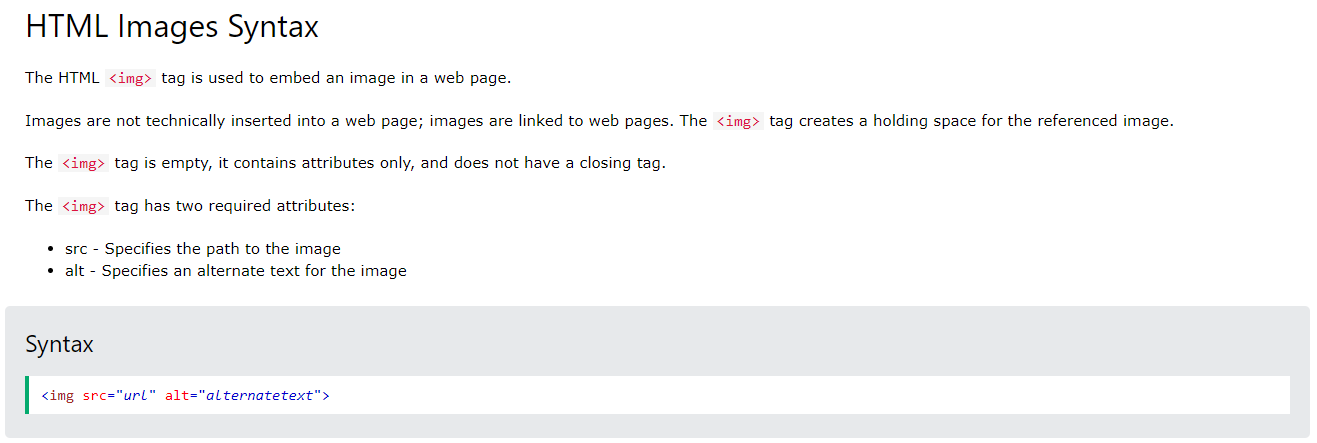 HTML Images Syntax
The HTML <img> tag is used to embed an image in a web page.
Images are not technically inserted into a web page; images are linked to web pages. The <img> tag creates a holding space for the referenced image.
The <img> tag is empty, it contains attributes only, and does not have a closing tag.
The <img> tag has two required attributes:
• src - Specifies the path to the image
• alt - Specifies an alternate text for the image
Syntax
<img src="url" alt="alternatetext">